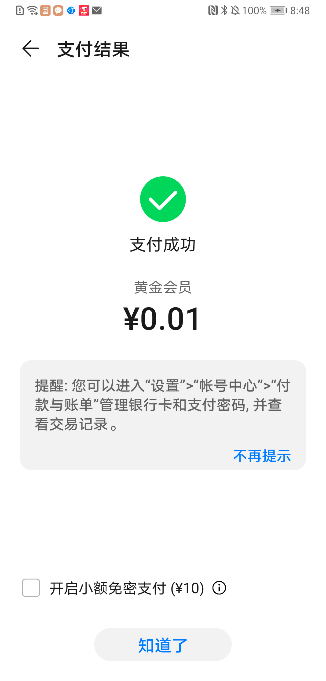 100% 8:48
支付结果
支付成功
黄金会员
¥0.01
提醒: 您可以进入“设置”>“帐号中心”>“付
款与账单”管理银行卡和支付密码, 并查
看交易记录。
不再提示
开启小额免密支付 (¥10)
知道了